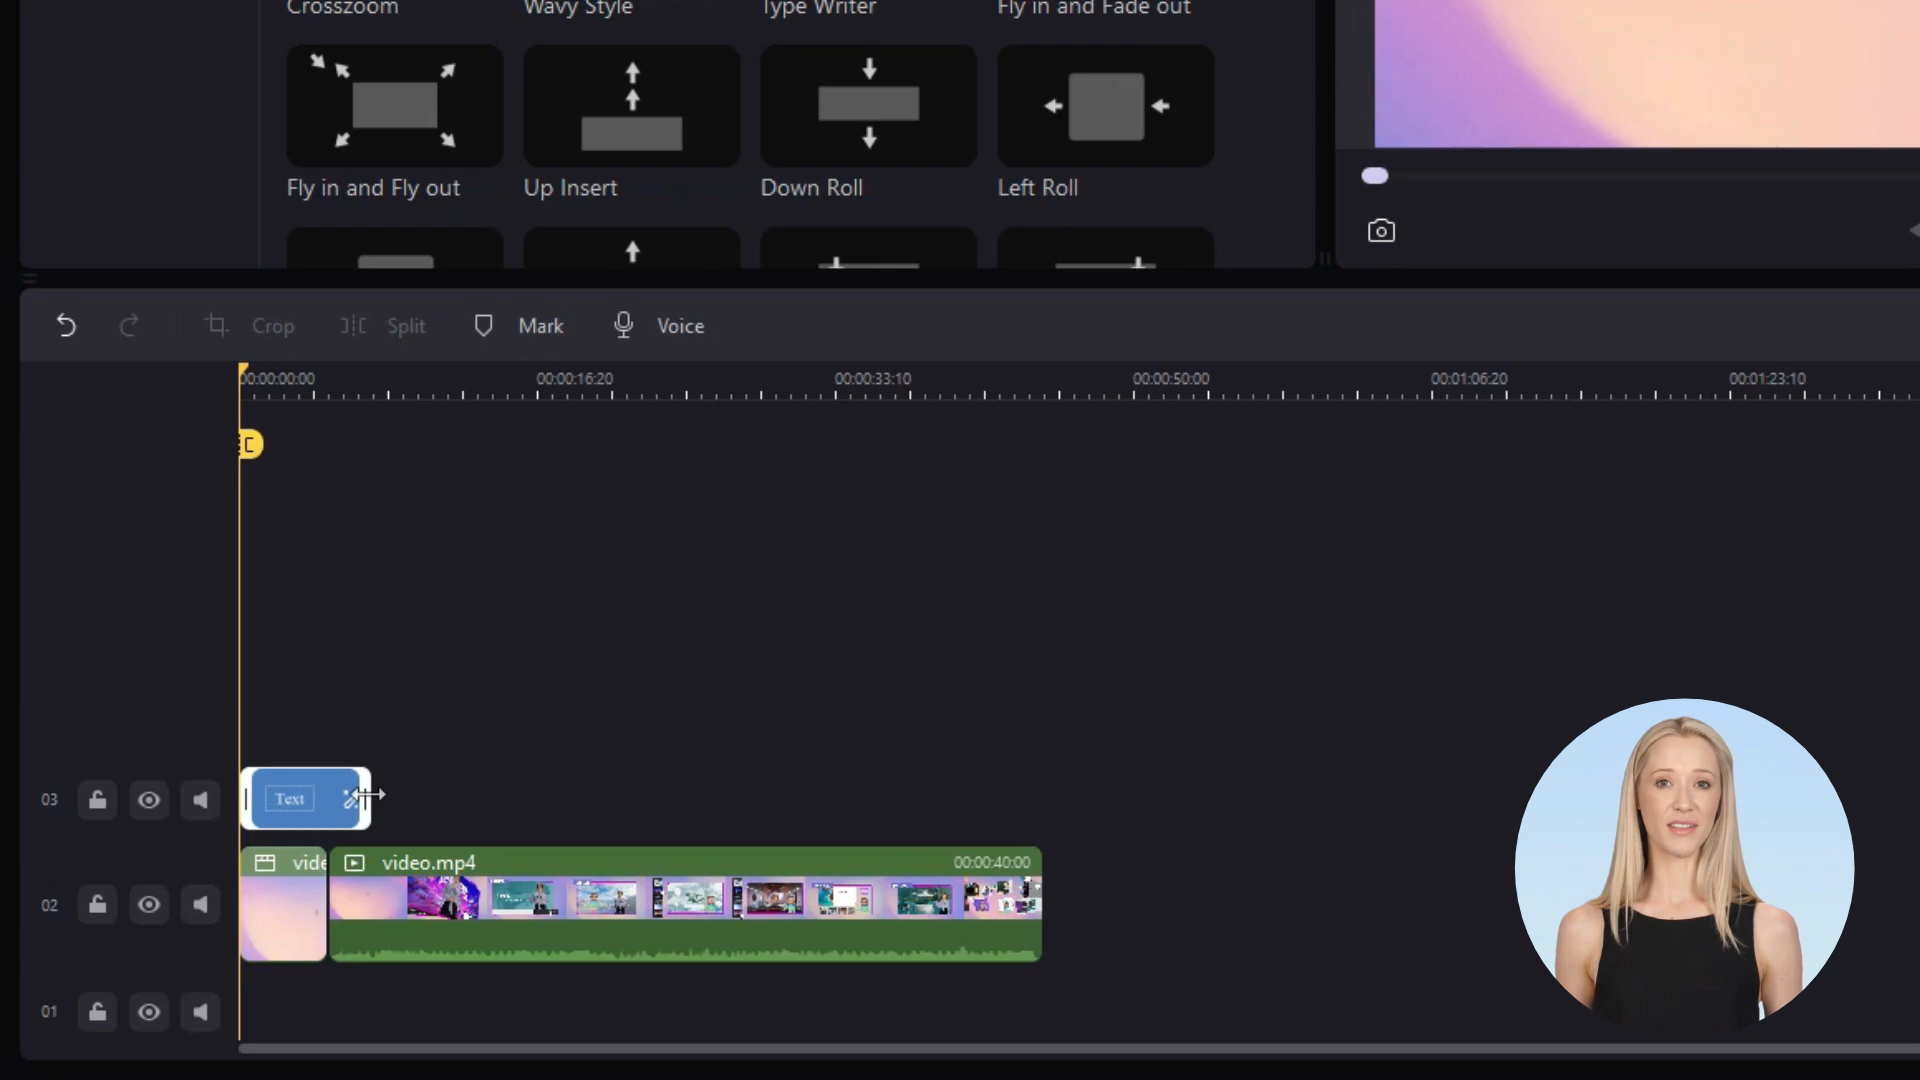 Crosszoom
Wavy Style
Type Writer
Fly in and Fade out
Fly in and Fly out
Up Insert
Down Roll
Left Roll
Crop
Split
Mark
Voice
00:00:00:00
00:00:16:20
00:00:33:10
00:00:50:00
00:01:06:20
00:01:23:10
03
Text
02
vide
video.mp4
00:00:40:00
01